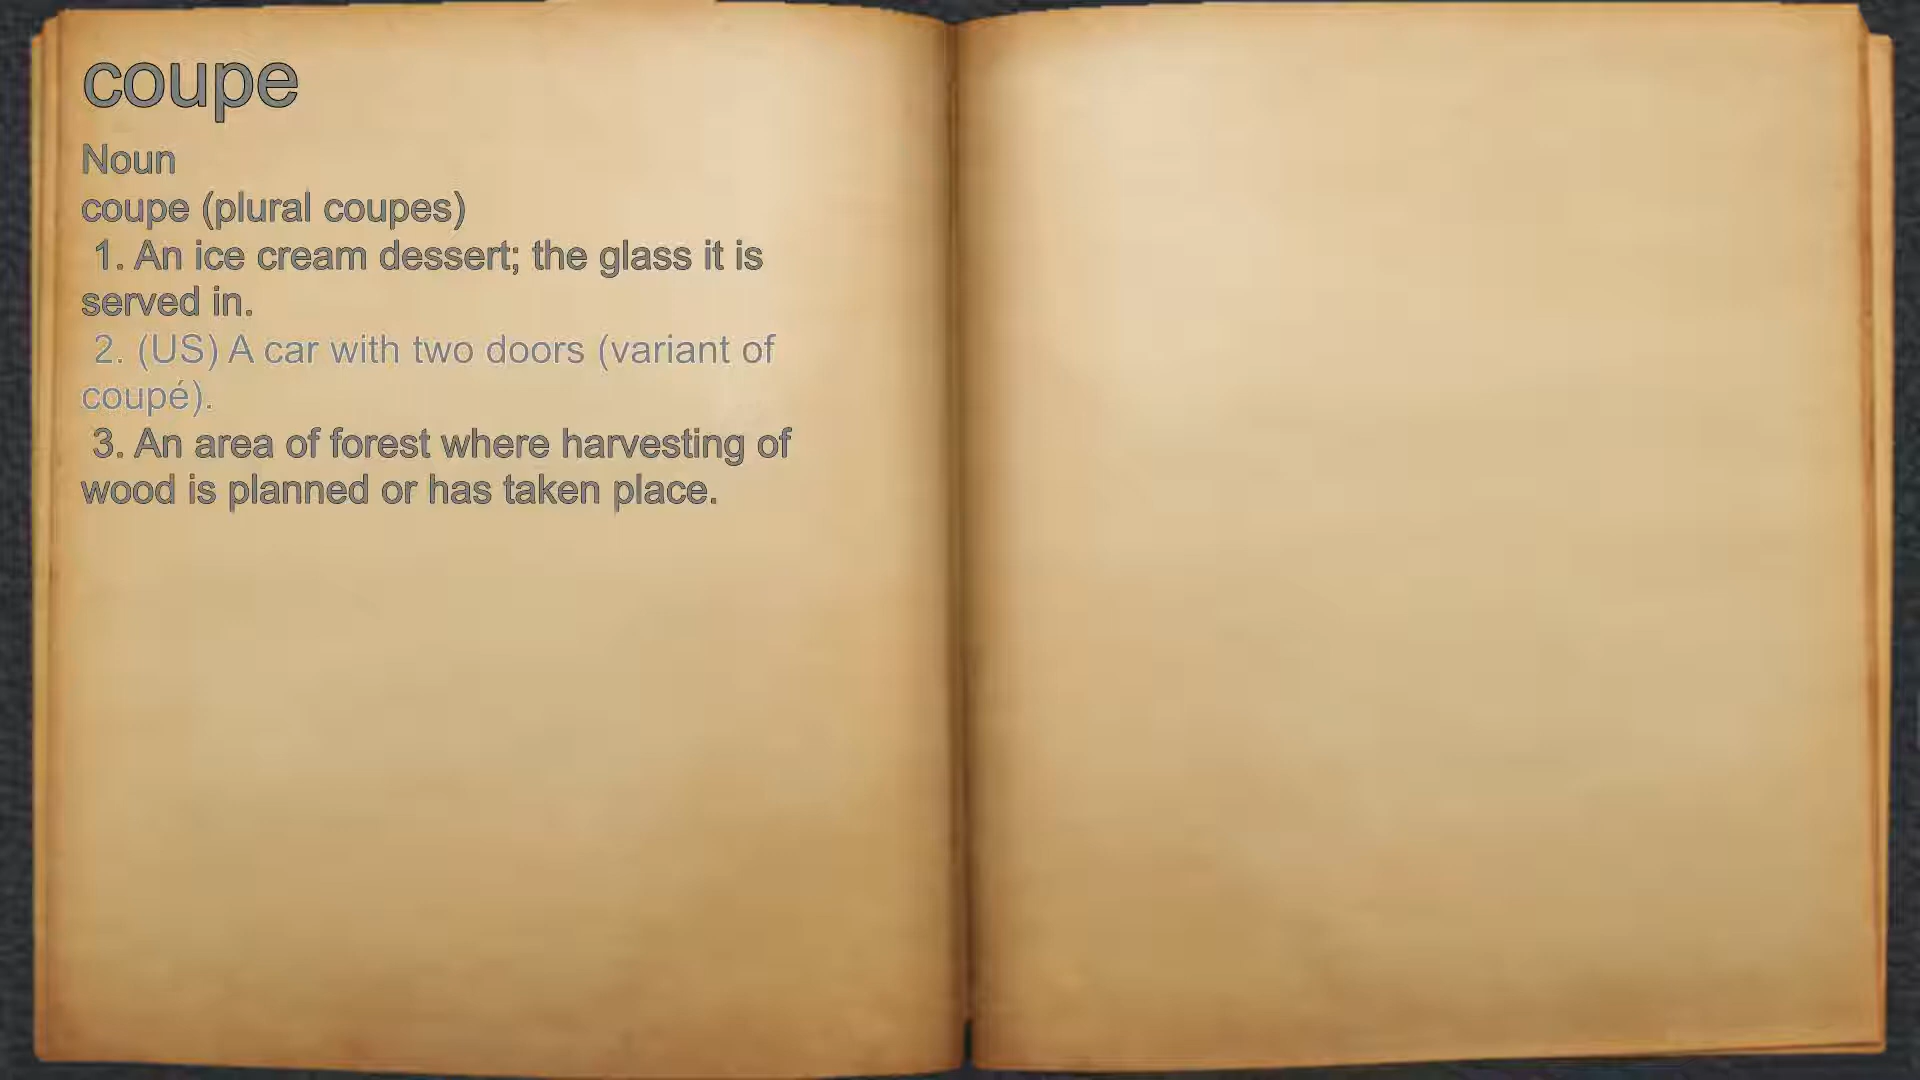 coupe
Noun
coupe (plural coupes)
1. An ice cream dessert; the glass it is
served in.
2. (US) A car with two doors (variant of
coupé).
3. An area of forest where harvesting of
wood is planned or has taken place.